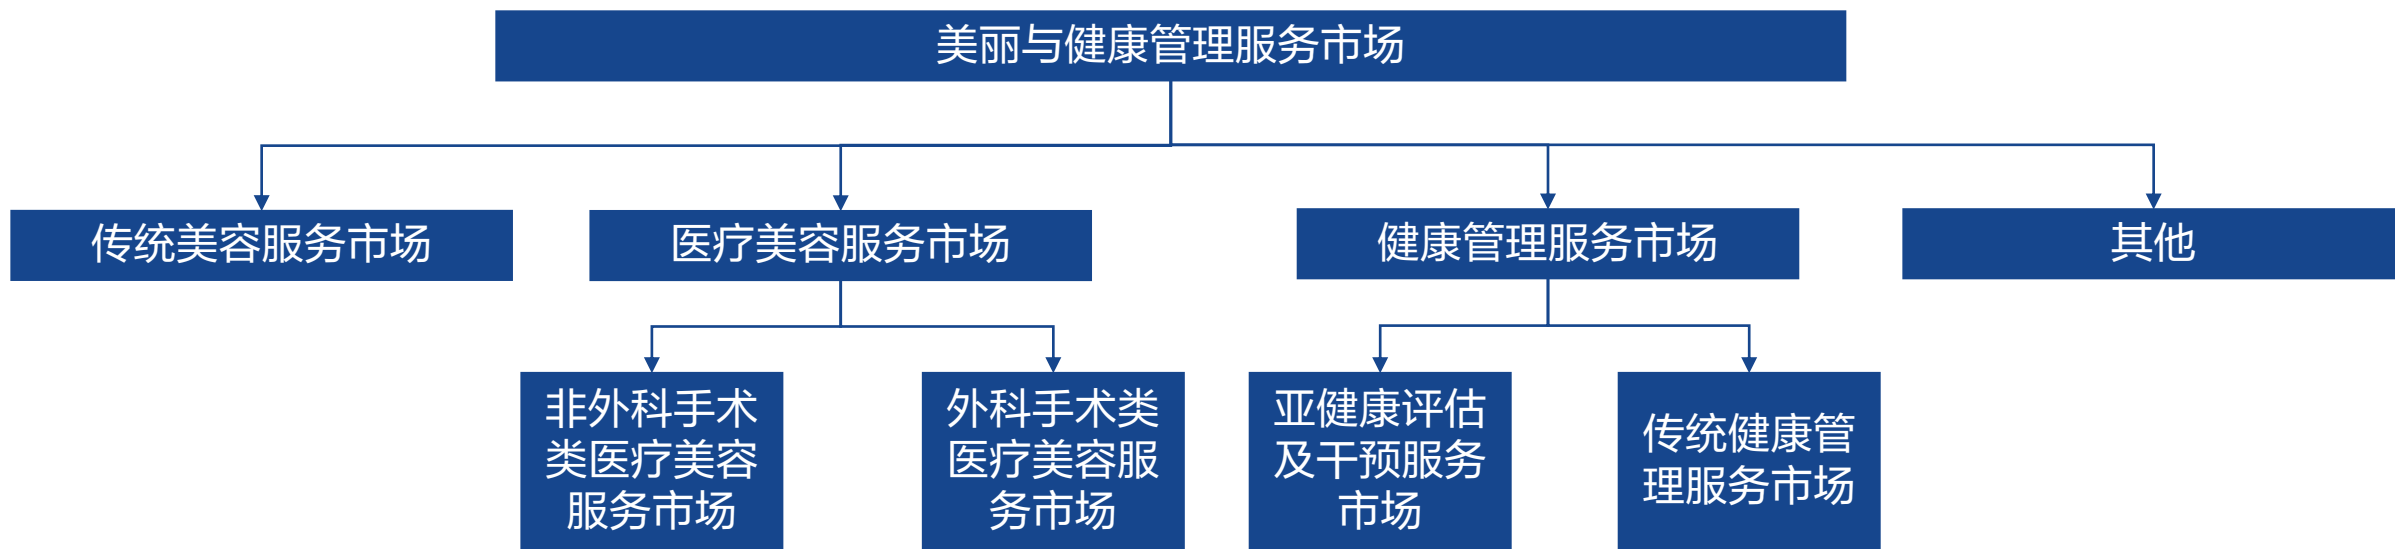 美丽与健康管理服务市场
传统美容服务市场
医疗美容服务市场
健康管理服务市场
其他
非外科手术
类医疗美容
服务市场
外科手术类
医疗美容服
务市场
亚健康评估
及干预服务
市场
传统健康管
理服务市场